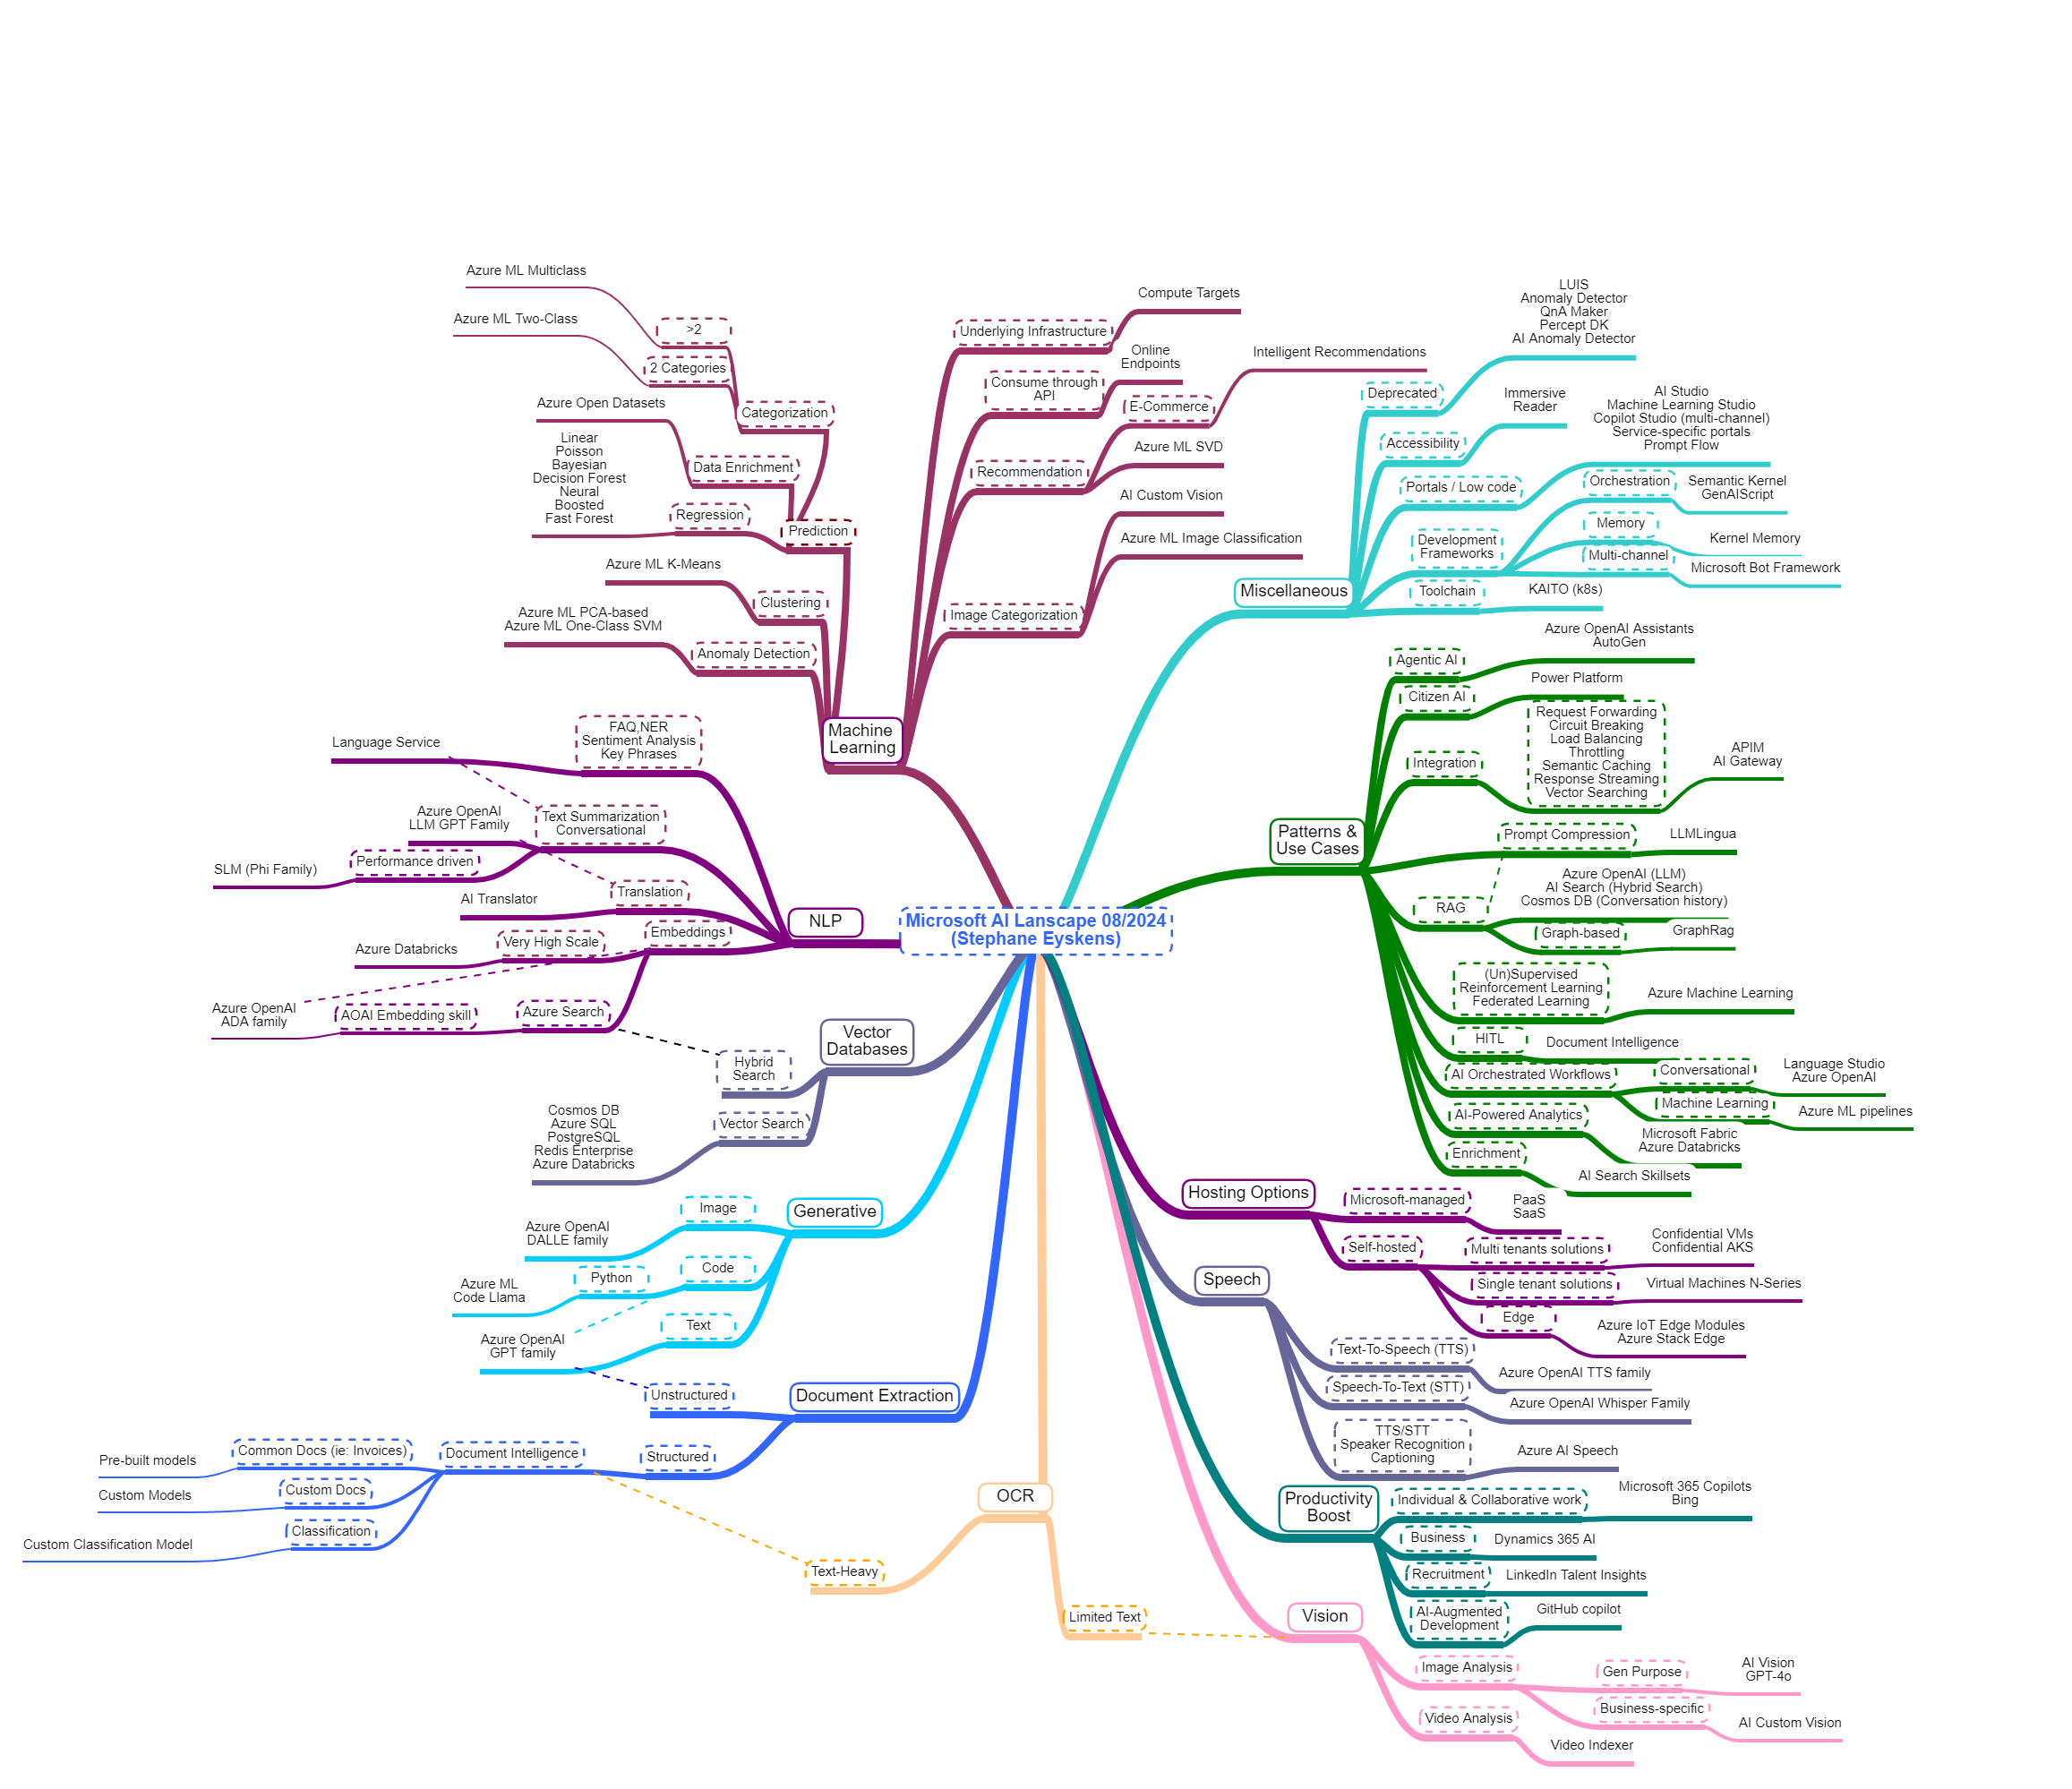 Microsoft AI Lanscape 08/2024
(Stephane Eyskens)
Machine
Learning
Underlying Infrastructure
Compute Targets
Consume through
API
Online
Endpoints
Recommendation
E-Commerce
Intelligent Recommendations
Azure ML SVD
Image Categorization
AI Custom Vision
Azure ML Image Classification
Prediction
Categorization
>2
Azure ML Multiclass
2 Categories
Azure ML Two-Class
Data Enrichment
Azure Open Datasets
Regression
Linear
Poisson
Bayesian
Decision Forest
Neural
Boosted
Fast Forest
Clustering
Azure ML K-Means
Anomaly Detection
Azure ML PCA-based
Azure ML One-Class SVM
NLP
FAQ,NER
Sentiment Analysis
Key Phrases
Language Service
Text Summarization
Conversational
Azure OpenAI
LLM GPT Family
Performance driven
SLM (Phi Family)
Translation
AI Translator
Embeddings
Very High Scale
Azure Databricks
Azure Search
AOAI Embedding skill
Azure OpenAI
ADA family
Vector
Databases
Hybrid
Search
Vector Search
Cosmos DB
Azure SQL
PostgreSQL
Redis Enterprise
Azure Databricks
Generative
Image
Azure OpenAI
DALLE family
Code
Python
Azure ML
Code Llama
Text
Azure OpenAI
GPT family
Document Extraction
Unstructured
Structured
Document Intelligence
Common Docs (ie: Invoices)
Pre-built models
Custom Docs
Custom Models
Classification
Custom Classification Model
OCR
Text-Heavy
Limited Text
Miscellaneous
Deprecated
LUIS
Anomaly Detector
QnA Maker
Percept DK
AI Anomaly Detector
Accessibility
Immersive
Reader
Portals / Low code
AI Studio
Machine Learning Studio
Copilot Studio (multi-channel)
Service-specific portals
Prompt Flow
Development
Frameworks
Orchestration
Semantic Kernel
GenAIScript
Memory
Kernel Memory
Multi-channel
Microsoft Bot Framework
Toolchain
KAITO (k8s)
Patterns &
Use Cases
Agentic AI
Azure OpenAI Assistants
AutoGen
Citizen AI
Power Platform
Integration
Request Forwarding
Circuit Breaking
Load Balancing
Throttling
Semantic Caching
Response Streaming
Vector Searching
APIM
AI Gateway
Prompt Compression
LLMLingua
RAG
Azure OpenAI (LLM)
AI Search (Hybrid Search)
Cosmos DB (Conversation history)
Graph-based
GraphRag
(Un)Supervised
Reinforcement Learning
Federated Learning
Azure Machine Learning
HITL
Document Intelligence
AI Orchestrated Workflows
Conversational
Language Studio
Azure OpenAI
Machine Learning
Azure ML pipelines
AI-Powered Analytics
Microsoft Fabric
Azure Databricks
Enrichment
AI Search Skillsets
Hosting Options
Microsoft-managed
PaaS
SaaS
Self-hosted
Multi tenants solutions
Confidential VMs
Confidential AKS
Single tenant solutions
Virtual Machines N-Series
Edge
Azure IoT Edge Modules
Azure Stack Edge
Speech
Text-To-Speech (TTS)
Azure OpenAI TTS family
Speech-To-Text (STT)
Azure OpenAI Whisper Family
TTS/STT
Speaker Recognition
Captioning
Azure AI Speech
Productivity
Boost
Individual & Collaborative work
Microsoft 365 Copilots
Bing
Business
Dynamics 365 AI
Recruitment
LinkedIn Talent Insights
AI-Augmented
Development
GitHub copilot
Vision
Image Analysis
Gen Purpose
AI Vision
GPT-4o
Business-specific
AI Custom Vision
Video Analysis
Video Indexer